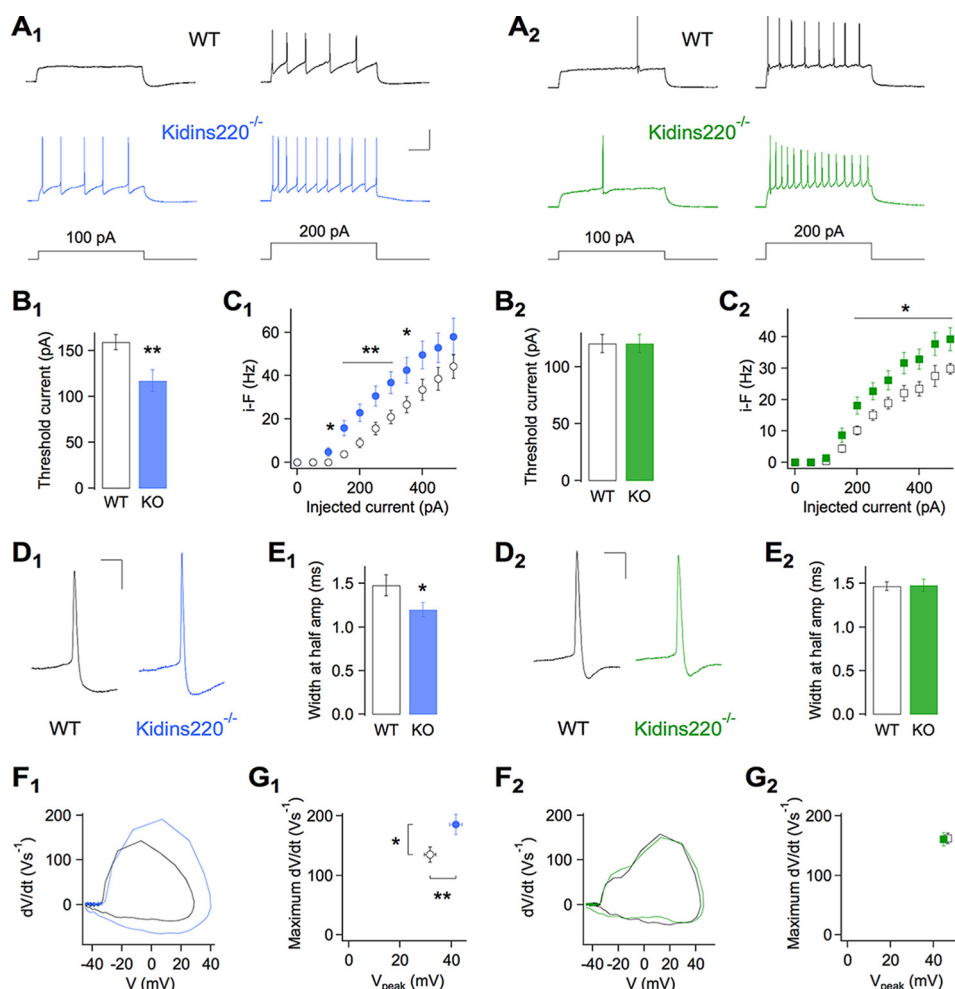 A1
WT
Kidins220-/-
100 pA
200 pA
A2
WT
Kidins220-/-
100 pA
200 pA
B1
Threshold current (pA)
150
100
50
0
**
WT
KO
C1
i-F (Hz)
60
40
20
0
*
**
*
0
200
400
Injected current (pA)
B2
Threshold current (pA)
100
50
0
WT
KO
C2
i-F (Hz)
40
30
20
10
0
*
0
200
400
Injected current (pA)
D1
WT
Kidins220-/-
E1
Width at half amp (ms)
1.5
1.0
0.5
0.0
*
WT
KO
D2
WT
Kidins220-/-
E2
Width at half amp (ms)
1.5
1.0
0.5
0.0
WT
KO
F1
dV/dt (Vs-1)
200
100
0
-40
-20
0
20
40
V (mV)
G1
Maximum dV/dt (Vs-1)
200
100
0
*
**
0
20
40
Vpeak (mV)
F2
dV/dt (Vs-1)
200
100
0
-40
-20
0
20
40
V (mV)
G2
Maximum dV/dt (Vs-1)
200
100
0
0
20
40
Vpeak (mV)